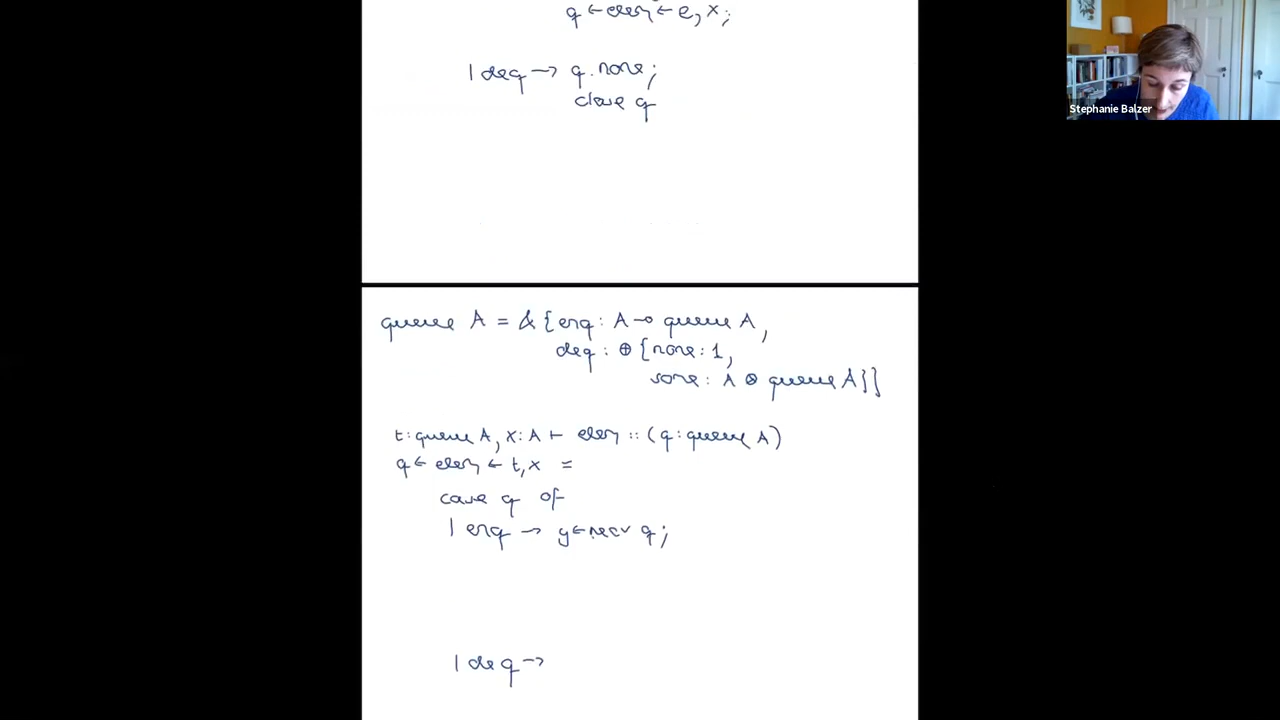 q ← elem ← e, x;
| deq → q.none;
close q
Stephanie Balzer
queue A = &{enq: A ⊸ queue A,
deq: ⊕{none: 1,
some: A ⊗ queue A}}
t: queue A, x: A ⊢ elem :: (q: queue A)
q ← elem ← t, x =
case q of
| enq → y ← recv q;
| deq →